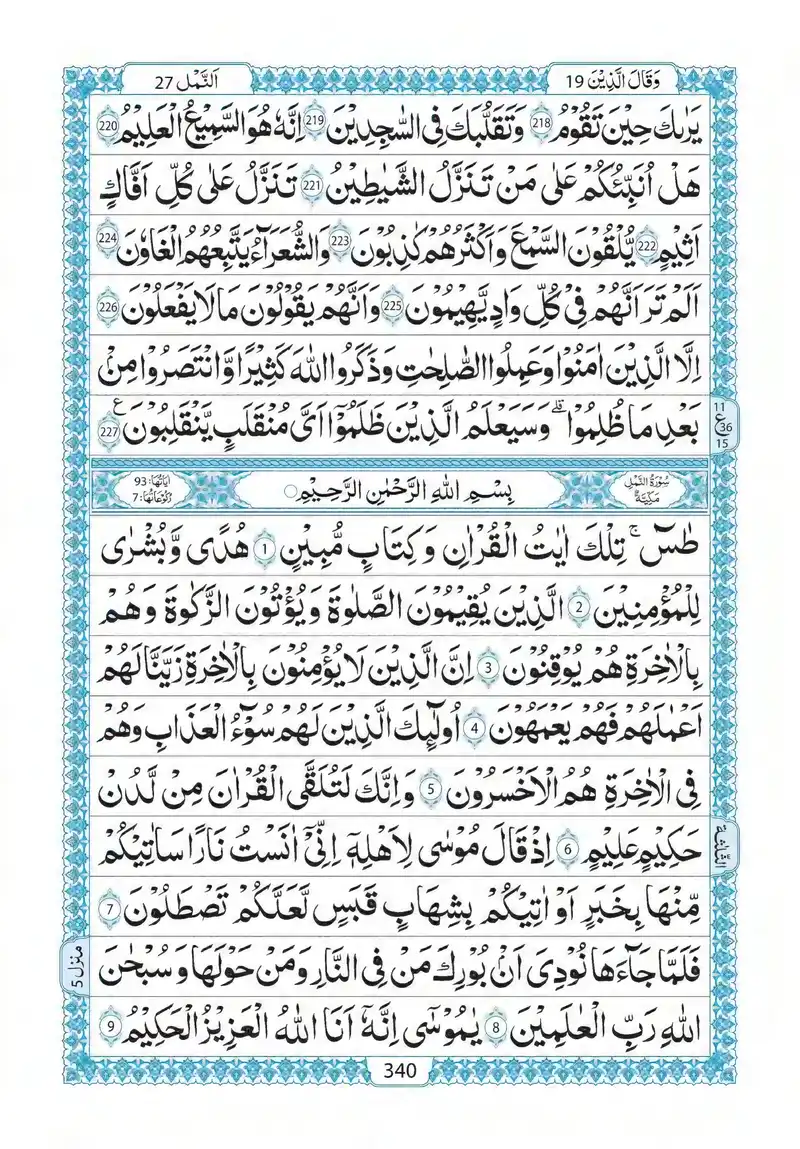 وَقَالَ الَّذِيْنَ 19
اَلنَّمْل 27
يَرٰىكَ حِيْنَ تَقُوْمُ 218 وَتَقَلُّبَكَ فِى السّٰجِدِيْنَ 219 اِنَّهٗ هُوَ السَّمِيْعُ الْعَلِيْمُ 220
هَلْ اُنَبِّئُكُمْ عَلٰى مَنْ تَنَزَّلُ الشَّيٰطِيْنُ 221 تَنَزَّلُ عَلٰى كُلِّ اَفَّاكٍ
اَثِيْمٍ 222 يُّلْقُوْنَ السَّمْعَ وَاَكْثَرُهُمْ كٰذِبُوْنَ 223 وَالشُّعَرَآءُ يَتَّبِعُهُمُ الْغَاوٗنَ 224
اَلَمْ تَرَ اَنَّهُمْ فِيْ كُلِّ وَادٍ يَّهِيْمُوْنَ 225 وَاَنَّهُمْ يَقُوْلُوْنَ مَا لَا يَفْعَلُوْنَ 226
اِلَّا الَّذِيْنَ اٰمَنُوْا وَعَمِلُوا الصّٰلِحٰتِ وَذَكَرُوا اللّٰهَ كَثِيْرًا وَّانْتَصَرُوْا مِنْۢ
بَعْدِ مَا ظُلِمُوْا ؕ وَسَيَعْلَمُ الَّذِيْنَ ظَلَمُوْٓا اَىَّ مُنْقَلَبٍ يَّنْقَلِبُوْنَ 227 ع
11
ع 36
15
سُوْرَةُ النَّمْلِ مَكِّيَّةٌ
بِسْمِ اللّٰهِ الرَّحْمٰنِ الرَّحِيْمِ
اٰيَاتُهَا: 93
رُكُوْعَاتُهَا: 7
طٰسٓ ۚ تِلْكَ اٰيٰتُ الْقُرْاٰنِ وَكِتَابٍ مُّبِيْنٍ 1 هُدًى وَّبُشْرٰى
لِلْمُؤْمِنِيْنَ 2 الَّذِيْنَ يُقِيْمُوْنَ الصَّلٰوةَ وَيُؤْتُوْنَ الزَّكٰوةَ وَهُمْ
بِالْاٰخِرَةِ هُمْ يُوْقِنُوْنَ 3 اِنَّ الَّذِيْنَ لَا يُؤْمِنُوْنَ بِالْاٰخِرَةِ زَيَّنَّا لَهُمْ
اَعْمٰلَهُمْ فَهُمْ يَعْمَهُوْنَ 4 اُولٰٓئِكَ الَّذِيْنَ لَهُمْ سُوْٓءُ الْعَذَابِ وَهُمْ
فِى الْاٰخِرَةِ هُمُ الْاَخْسَرُوْنَ 5 وَاِنَّكَ لَتُلَقَّى الْقُرْاٰنَ مِنْ لَّدُنْ
حَكِيْمٍ عَلِيْمٍ 6 اِذْ قَالَ مُوْسٰى لِاَهْلِهٖٓ اِنِّىْٓ اٰنَسْتُ نَارًا سَاٰتِيْكُمْ
الثّلٰثة
مِّنْهَا بِخَبَرٍ اَوْ اٰتِيْكُمْ بِشِهَابٍ قَبَسٍ لَّعَلَّكُمْ تَصْطَلُوْنَ 7
فَلَمَّا جَآءَهَا نُوْدِىَ اَنْۢ بُوْرِكَ مَنْ فِى النَّارِ وَمَنْ حَوْلَهَا وَسُبْحٰنَ
منزل 5
اللّٰهِ رَبِّ الْعٰلَمِيْنَ 8 يٰمُوْسٰٓى اِنَّهٗٓ اَنَا اللّٰهُ الْعَزِيْزُ الْحَكِيْمُ 9
340